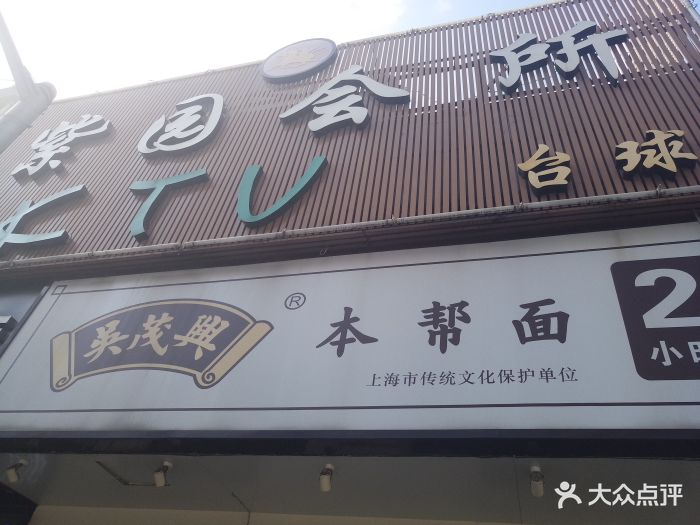 紫园会所
KTV
台球
吴茂興®
本帮面
上海市传统文化保护单位
2
小时
大众点评